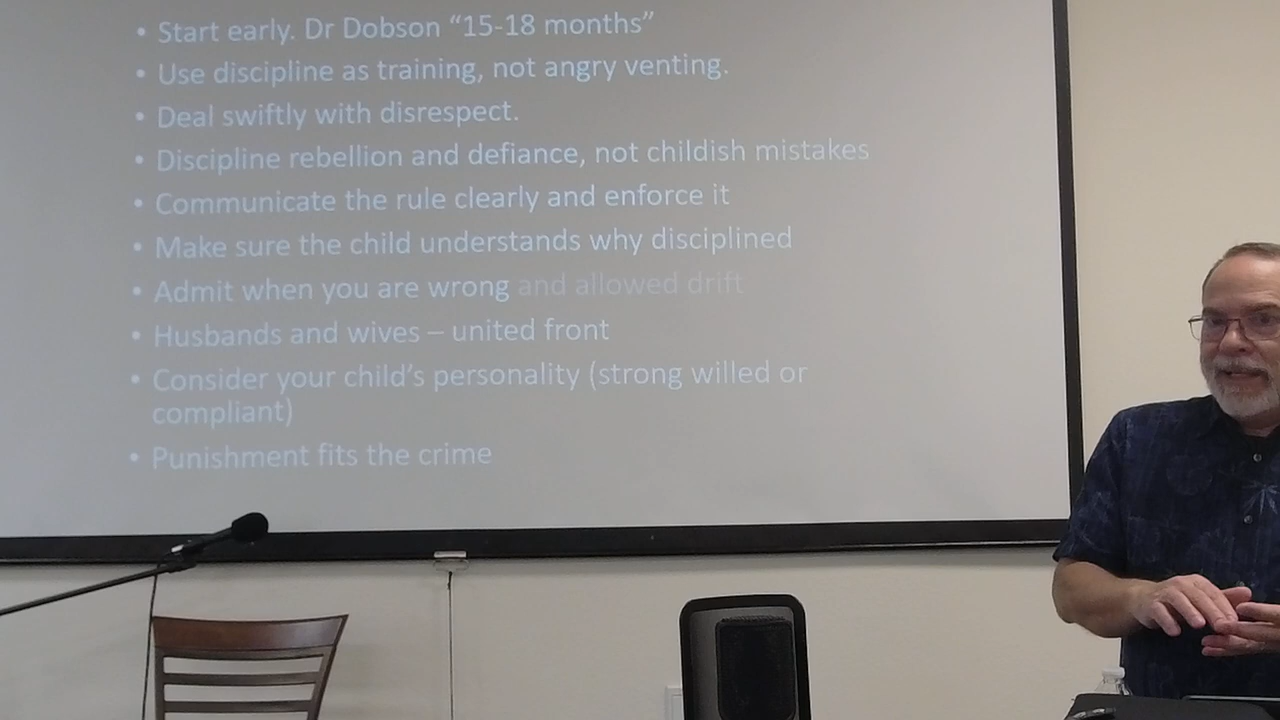 • Start early. Dr Dobson “15-18 months”
• Use discipline as training, not angry venting.
• Deal swiftly with disrespect.
• Discipline rebellion and defiance, not childish mistakes
• Communicate the rule clearly and enforce it
• Make sure the child understands why disciplined
• Admit when you are wrong and allowed drift
• Husbands and wives – united front
• Consider your child’s personality (strong willed or
compliant)
• Punishment fits the crime